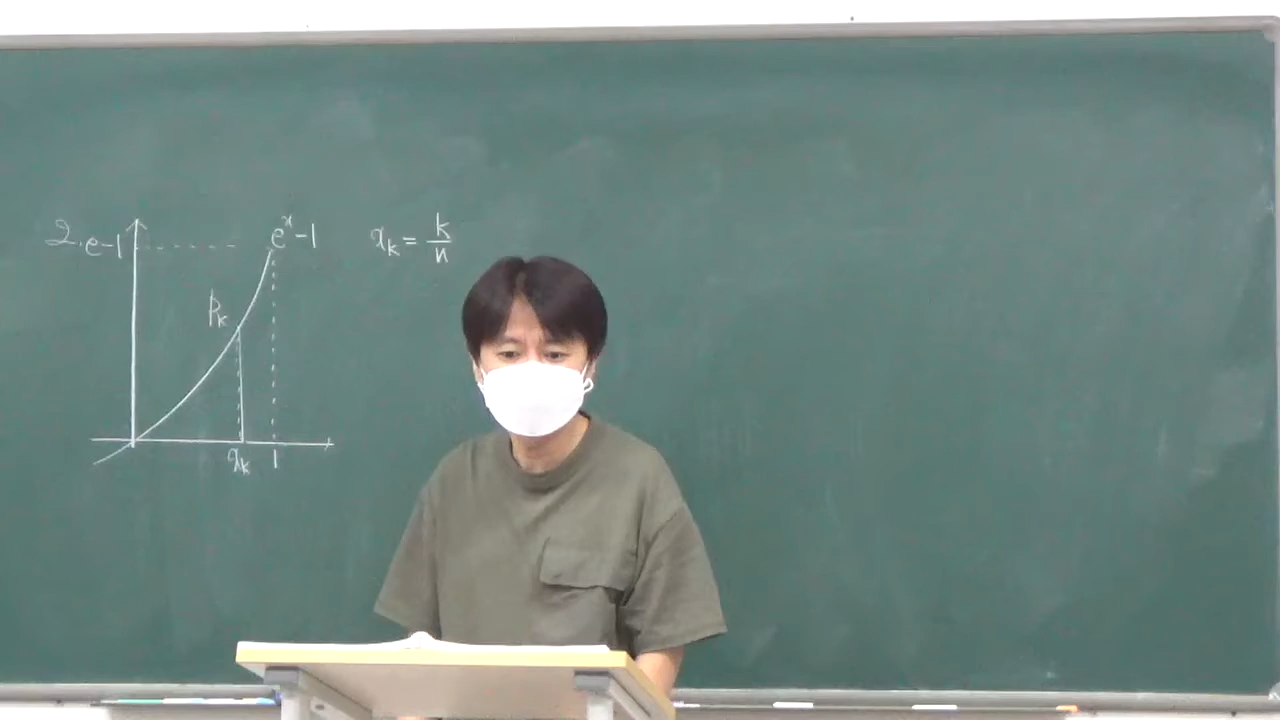 2. e-1
e^x-1
x_k = k/n
P_k
x_k
1